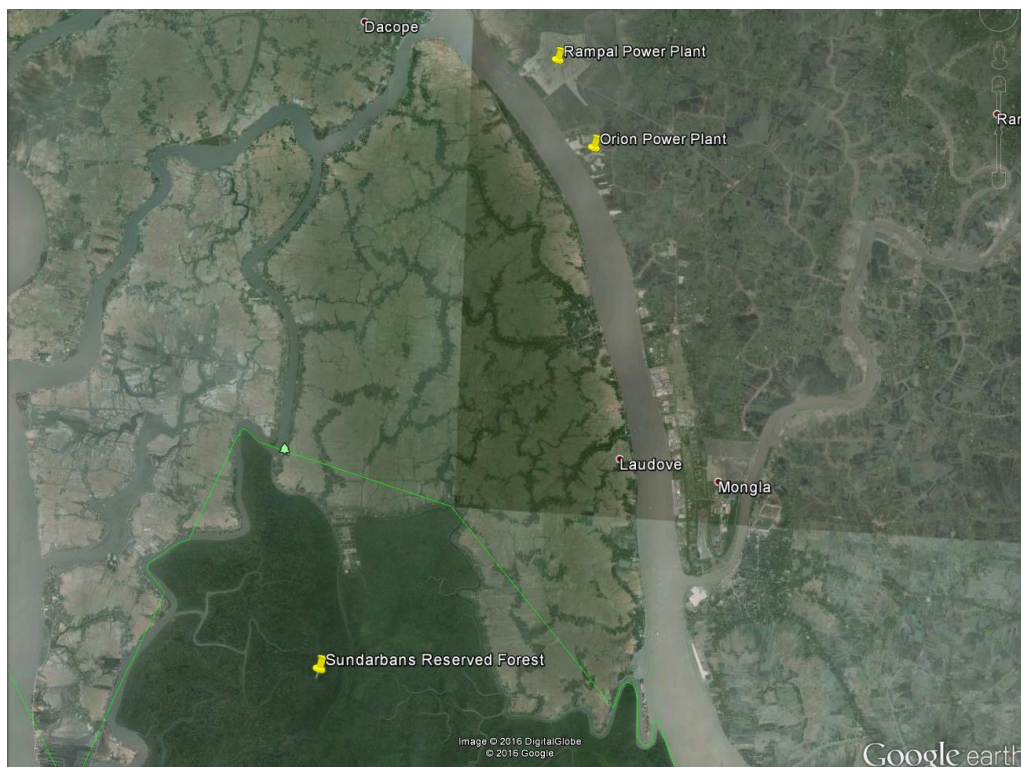 Dacope
Rampal Power Plant
Orion Power Plant
Laudove
Mongla
Sundarbans Reserved Forest
Image © 2016 DigitalGlobe
© 2016 Google
Google earth